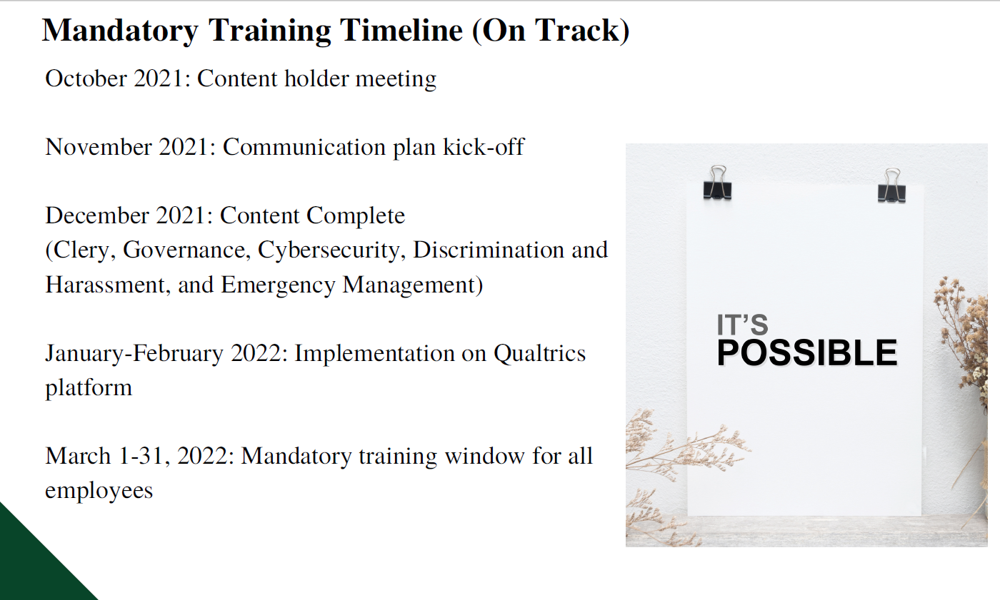 Mandatory Training Timeline (On Track)
October 2021: Content holder meeting
November 2021: Communication plan kick-off
December 2021: Content Complete
(Clery, Governance, Cybersecurity, Discrimination and
Harassment, and Emergency Management)
January-February 2022: Implementation on Qualtrics
platform
March 1-31, 2022: Mandatory training window for all
employees
IT’S
POSSIBLE